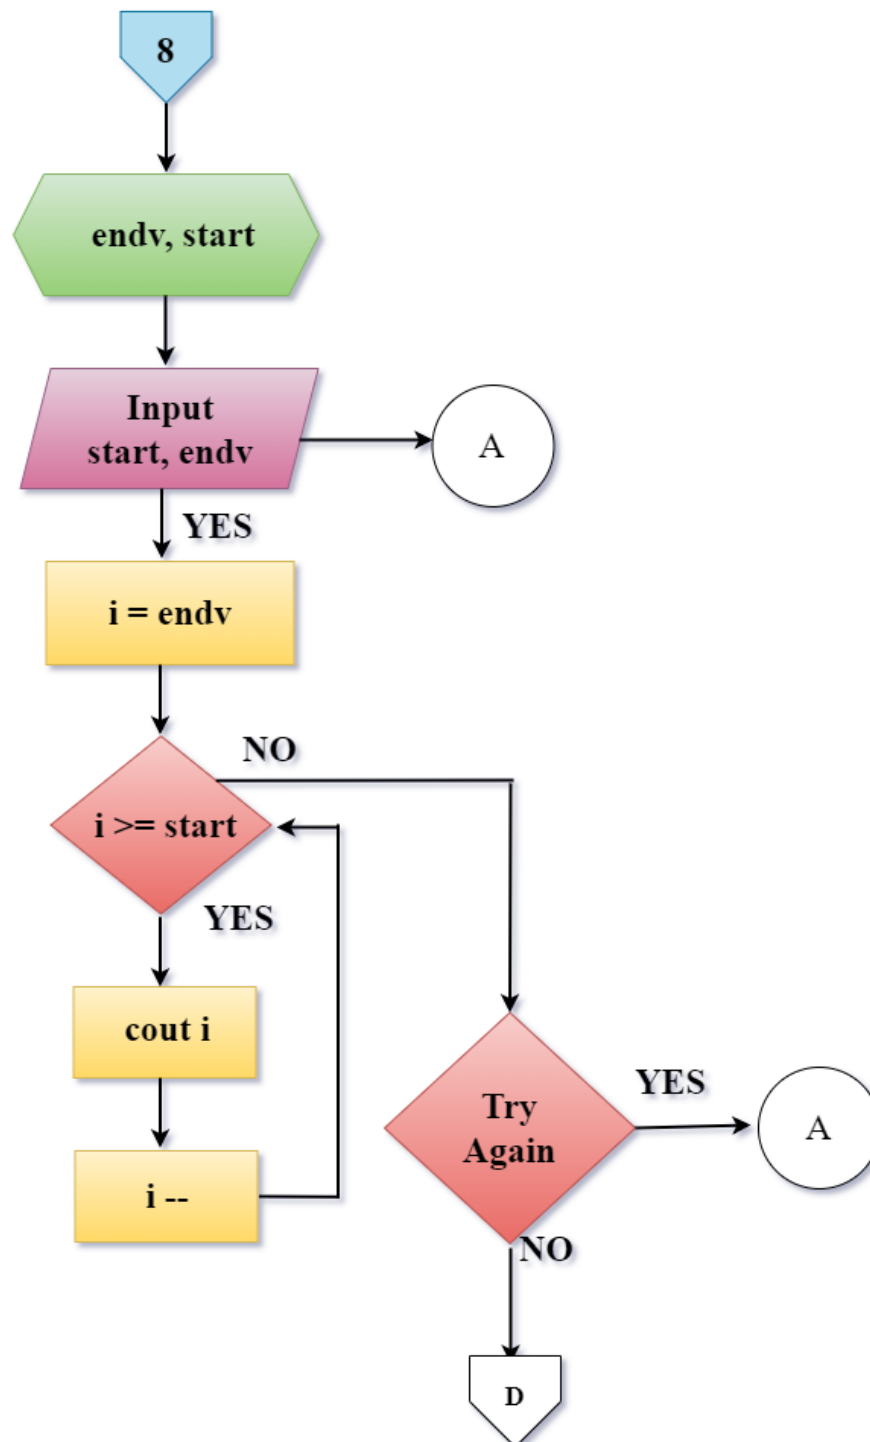 8
endv, start
Input
start, endv
A
YES
i = endv
NO
i >= start
YES
cout i
i --
Try
Again
YES
A
NO
D